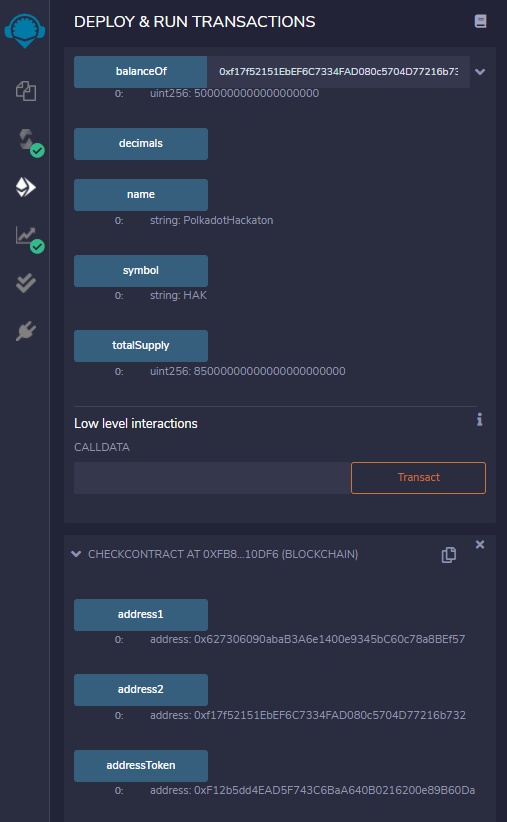 DEPLOY & RUN TRANSACTIONS
balanceOf 0xf17f52151EbEF6C7334FAD080c5704D77216b73
0: uint256: 5000000000000000000
decimals
name
0: string: PolkadotHackaton
symbol
0: string: HAK
totalSupply
0: uint256: 85000000000000000000000
Low level interactions
CALLDATA
Transact
CHECKCONTRACT AT 0XFB8...10DF6 (BLOCKCHAIN)
address1
0: address: 0x627306090abaB3A6e1400e9345bC60c78a8BEf57
address2
0: address: 0xf17f52151EbEF6C7334FAD080c5704D77216b732
addressToken
0: address: 0xF12b5dd4EAD5F743C6BaA640B0216200e89B60Da